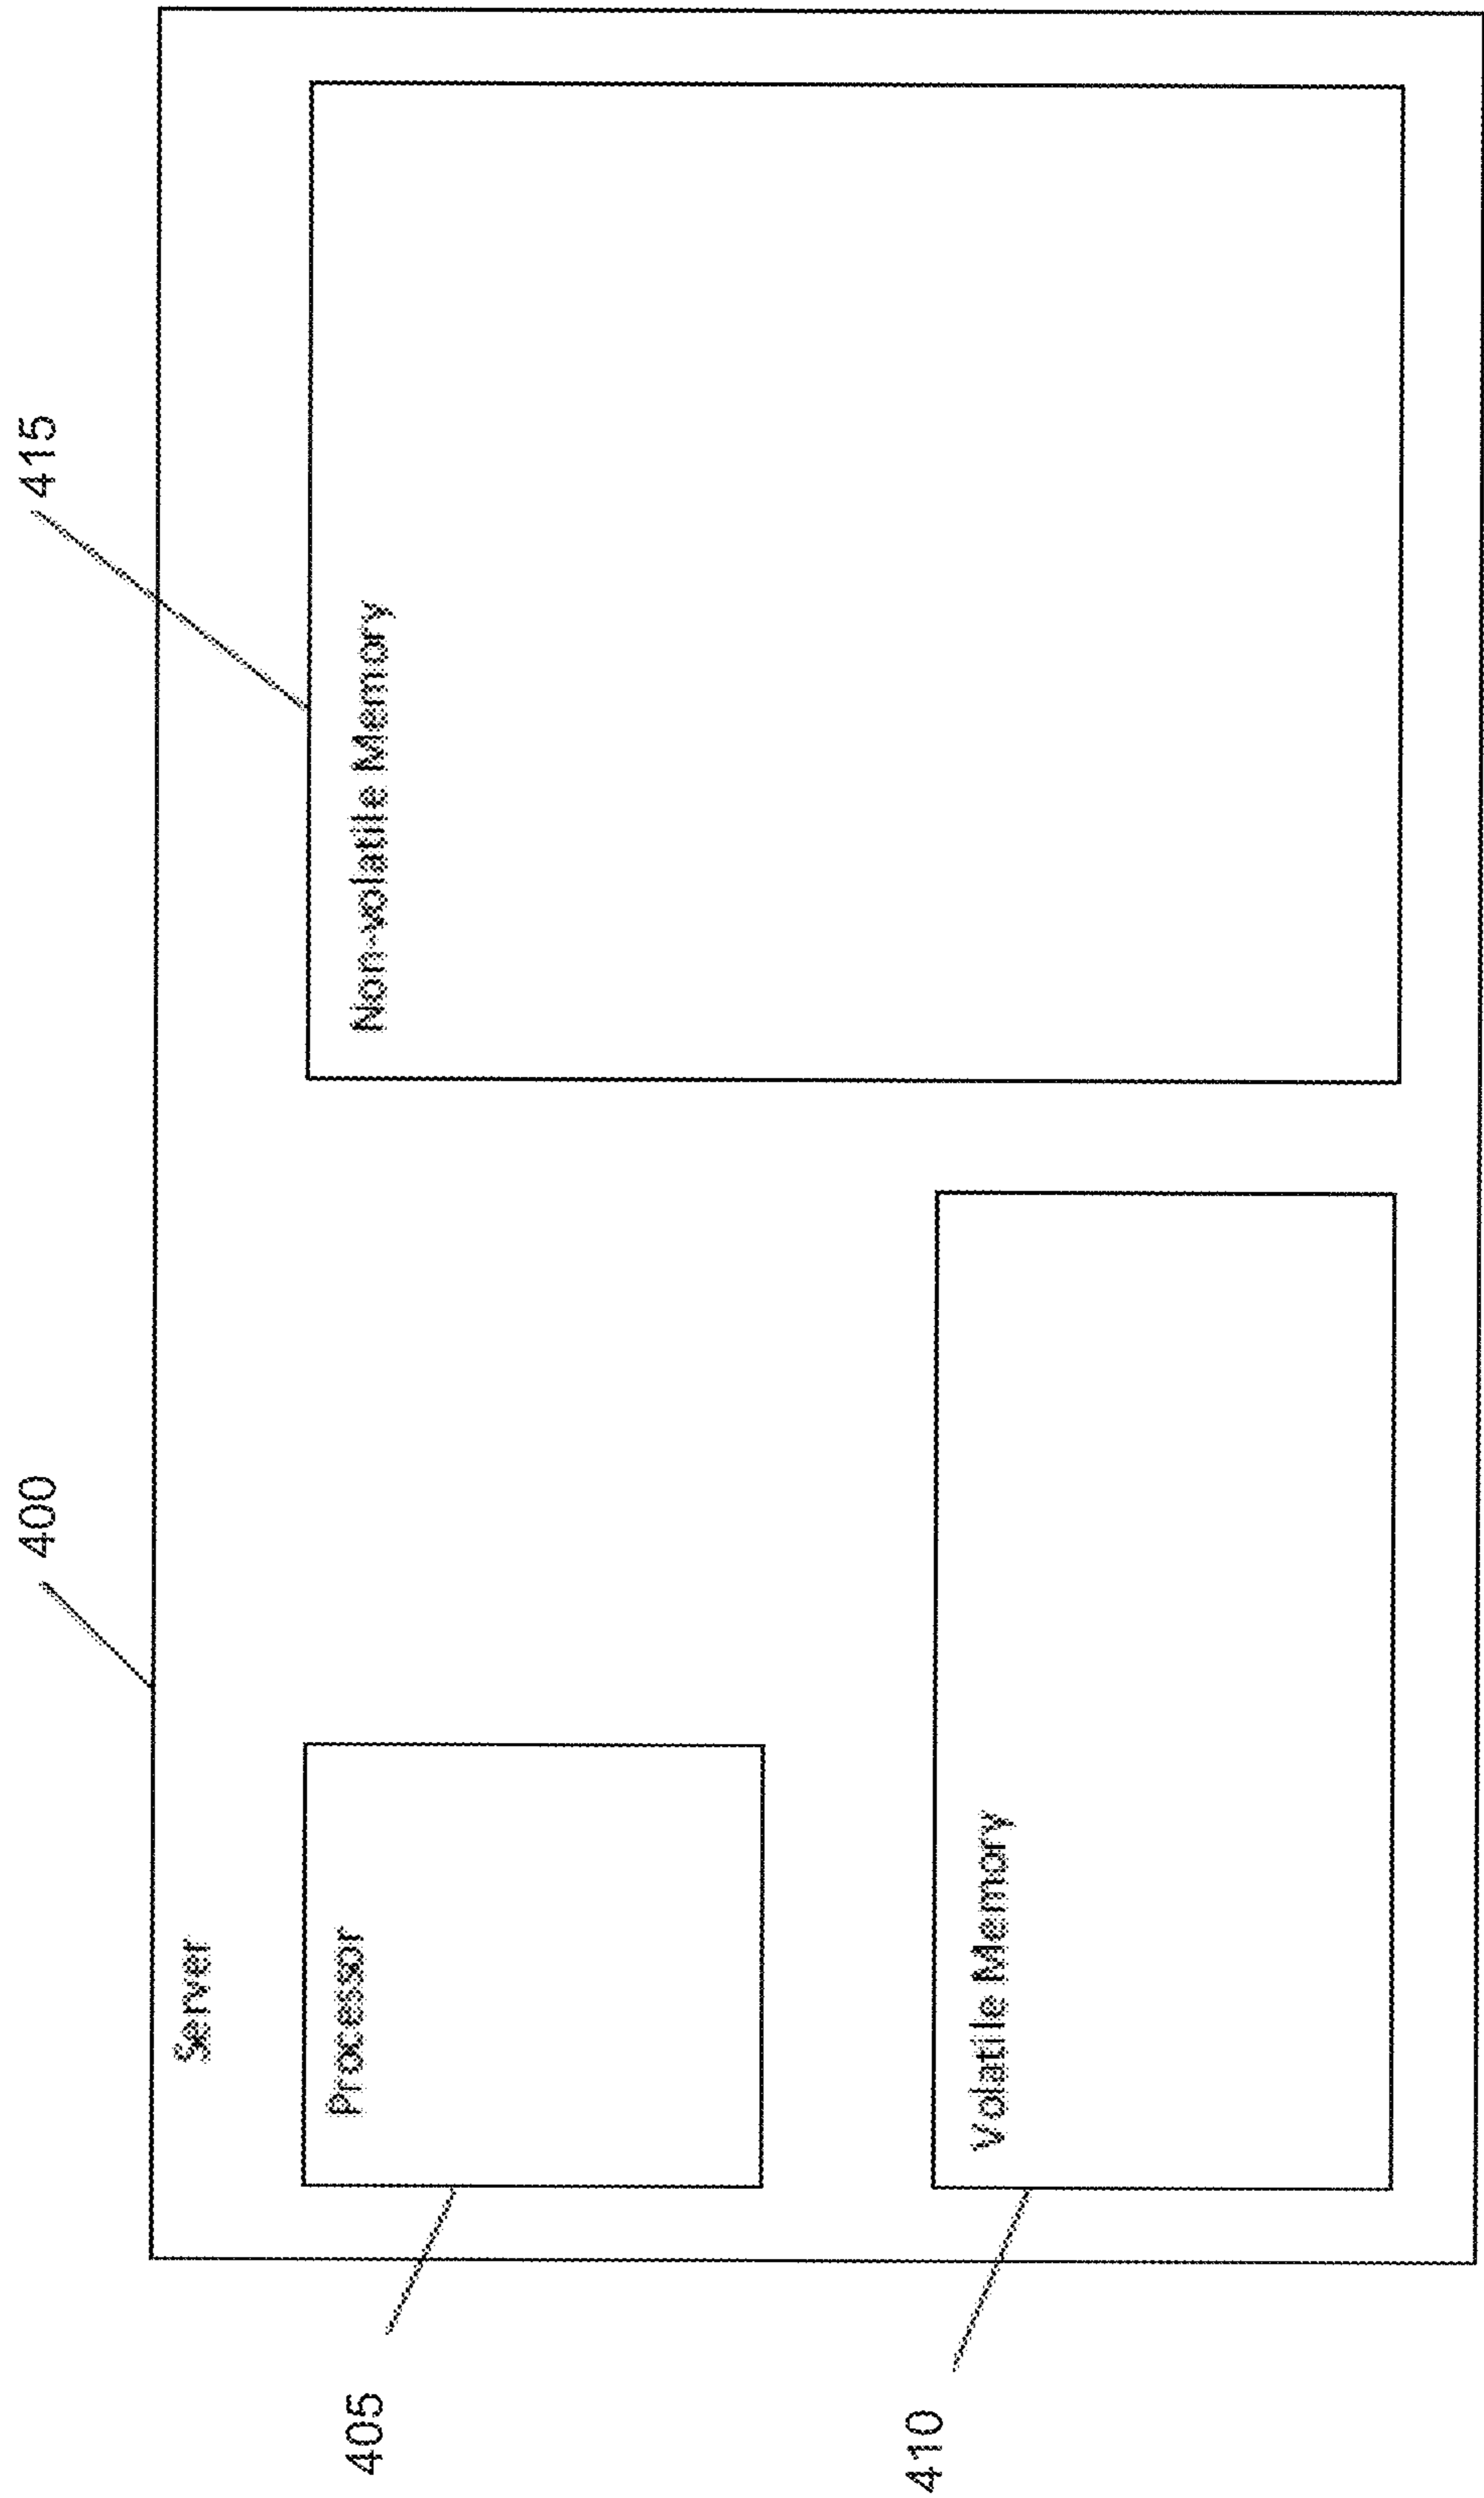 400
415
Server
405
Processor
Non-volatile Memory
410
Volatile Memory